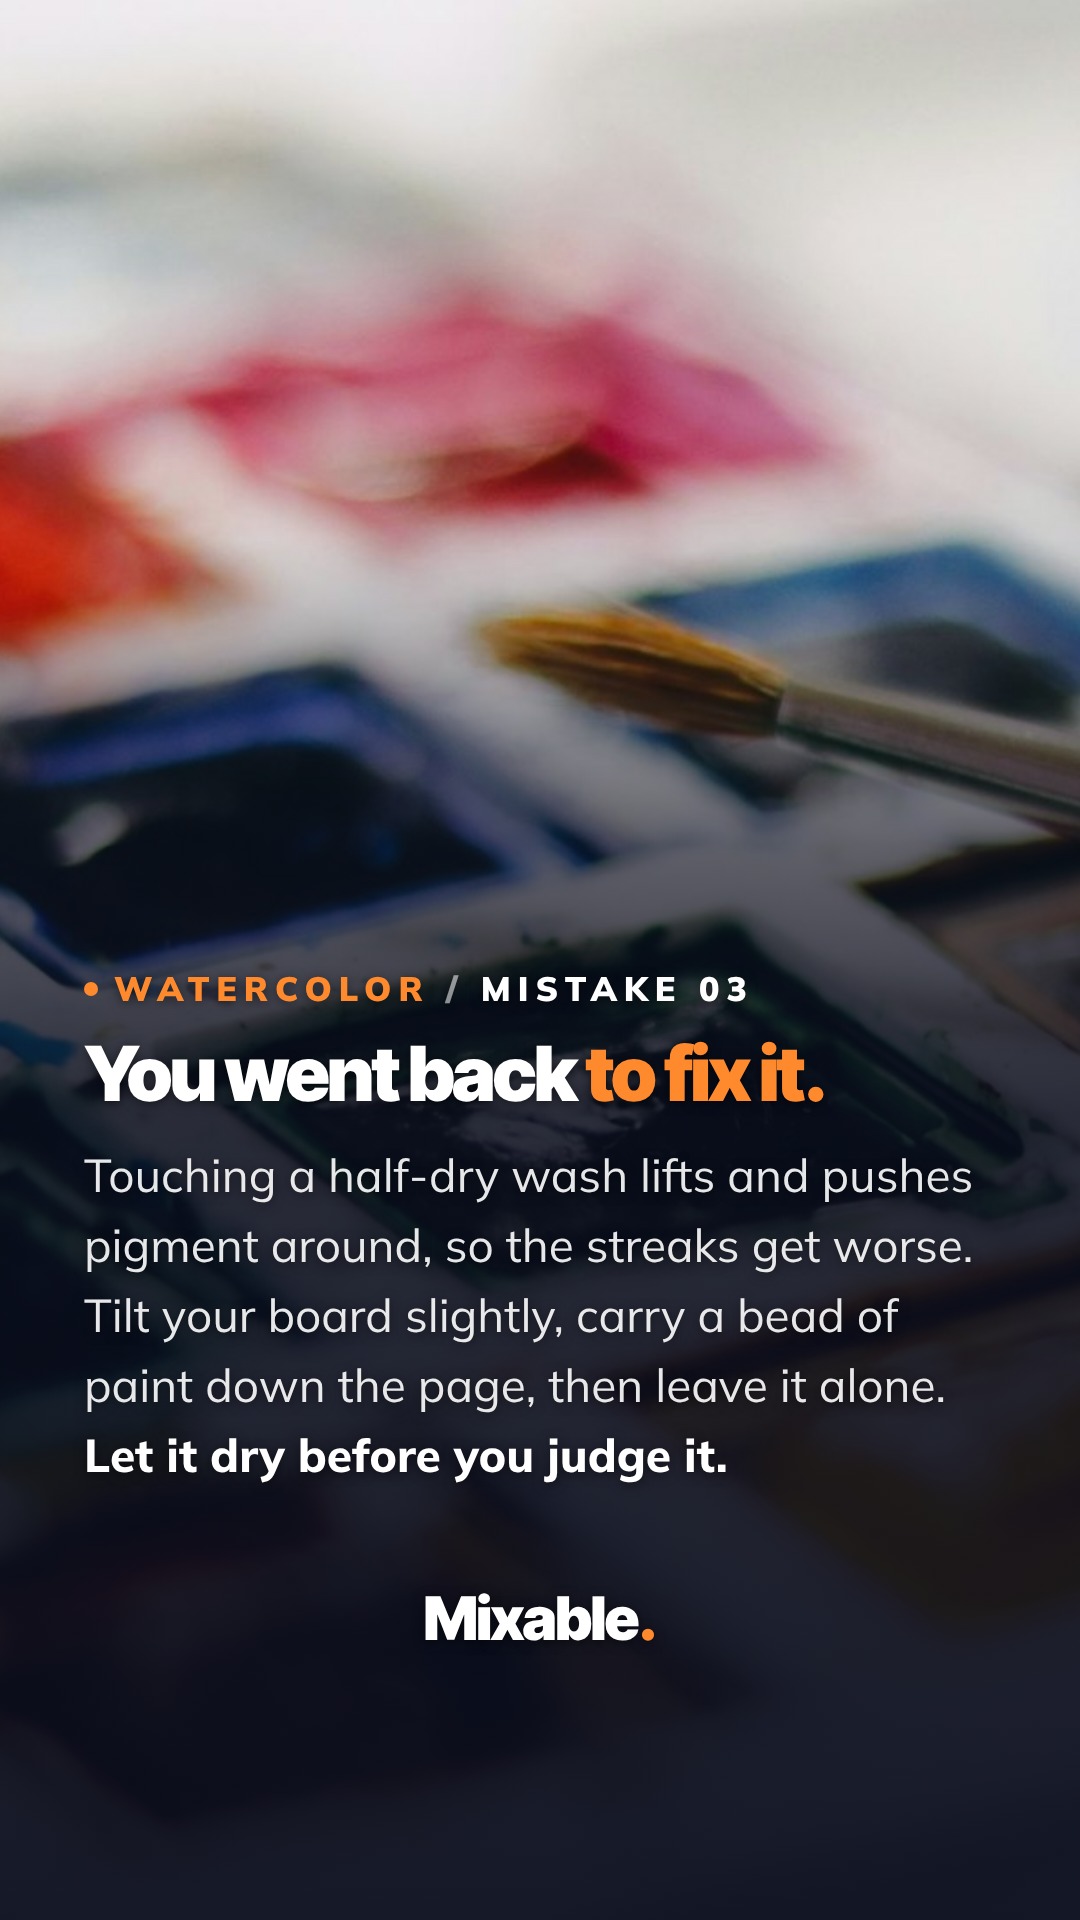 • WATERCOLOR / MISTAKE 03
You went back to fix it.
Touching a half-dry wash lifts and pushes
pigment around, so the streaks get worse.
Tilt your board slightly, carry a bead of
paint down the page, then leave it alone.
Let it dry before you judge it.
Mixable.